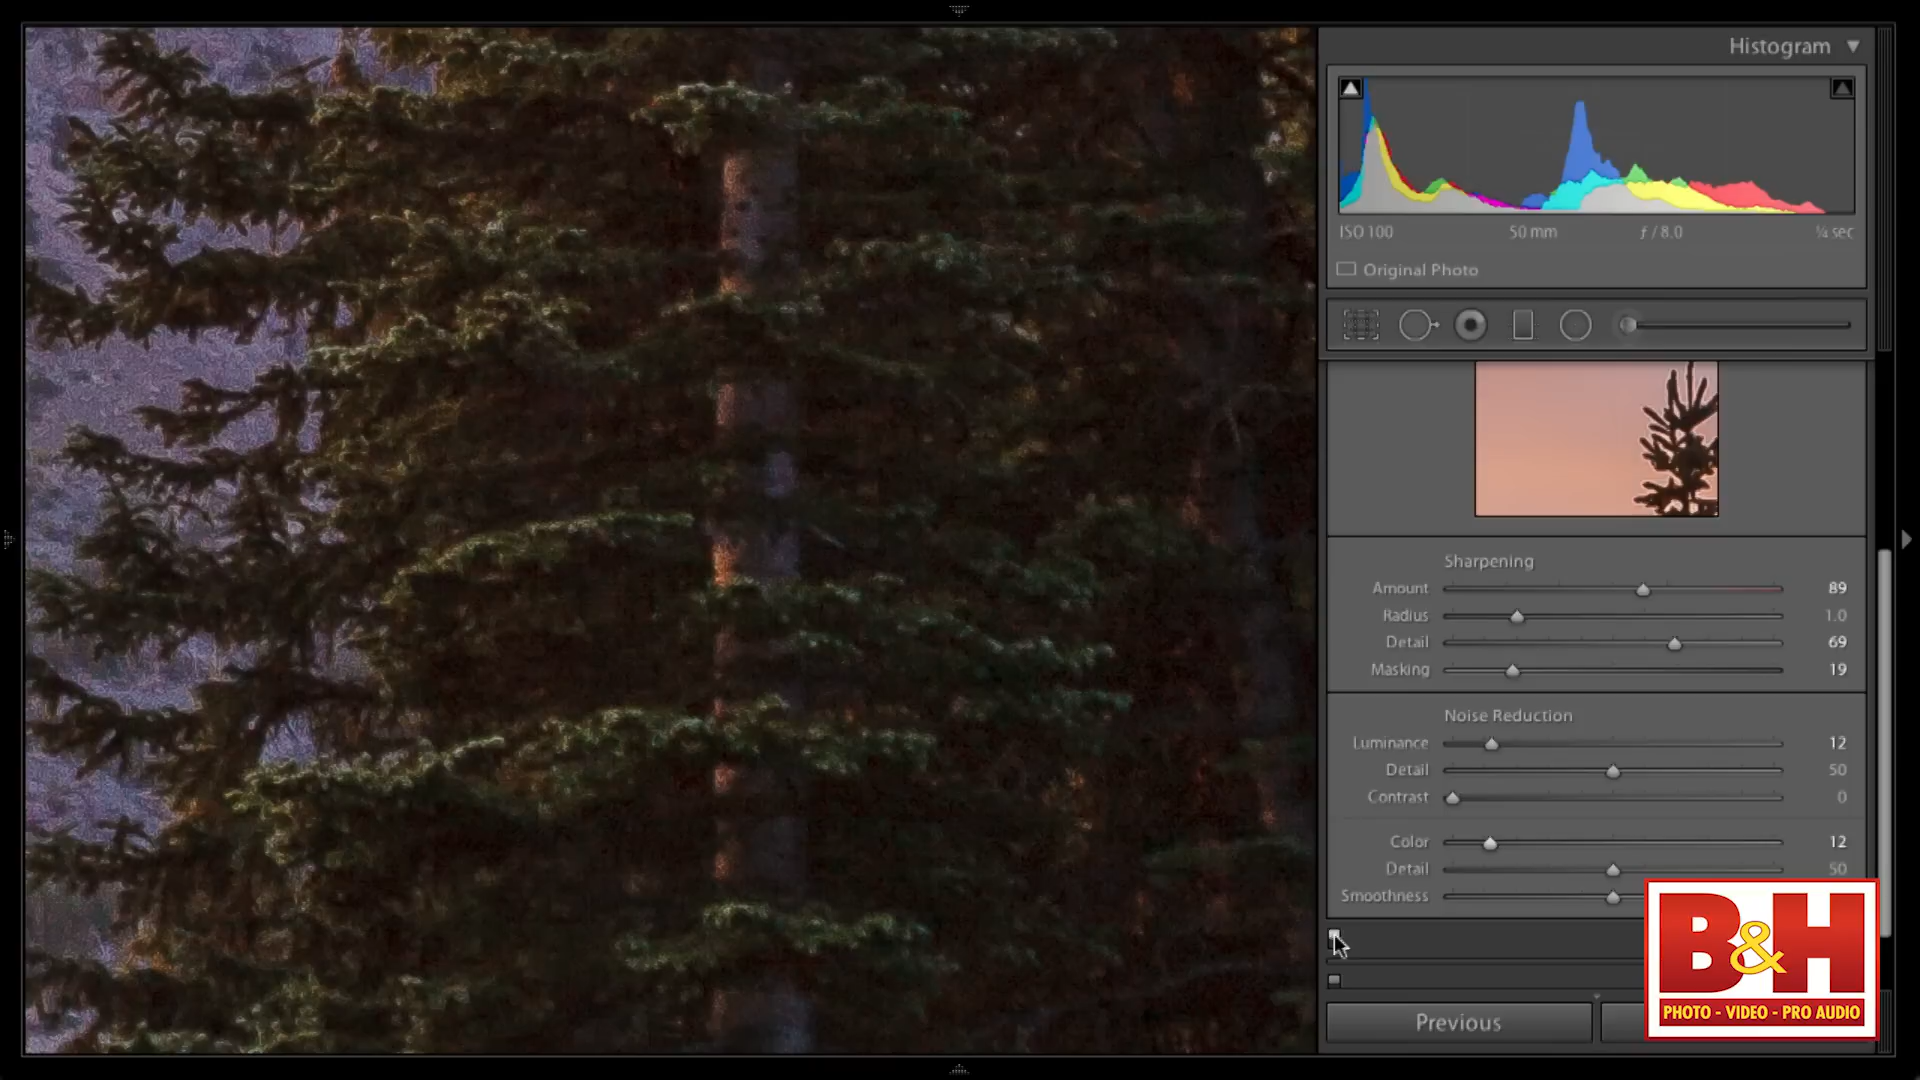 Histogram
ISO 100 50 mm ƒ / 8.0 ¼ sec
Original Photo
Sharpening
Amount 89
Radius 1.0
Detail 69
Masking 19
Noise Reduction
Luminance 12
Detail 50
Contrast 0
Color 12
Detail 50
Smoothness
Previous
B&H
PHOTO - VIDEO - PRO AUDIO